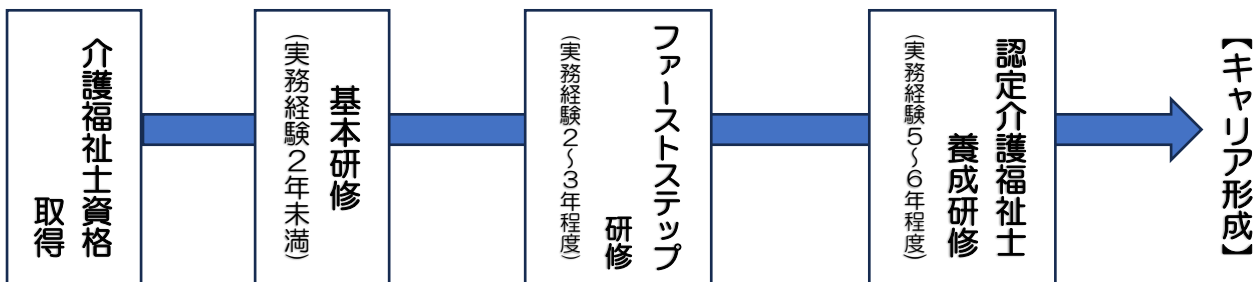 介護福祉士資格
取得
基本研修
（実務経験２年未満）
ファーストステップ
研修
（実務経験２～３年程度）
認定介護福祉士
養成研修
（実務経験５～６年程度）
【キャリア形成】